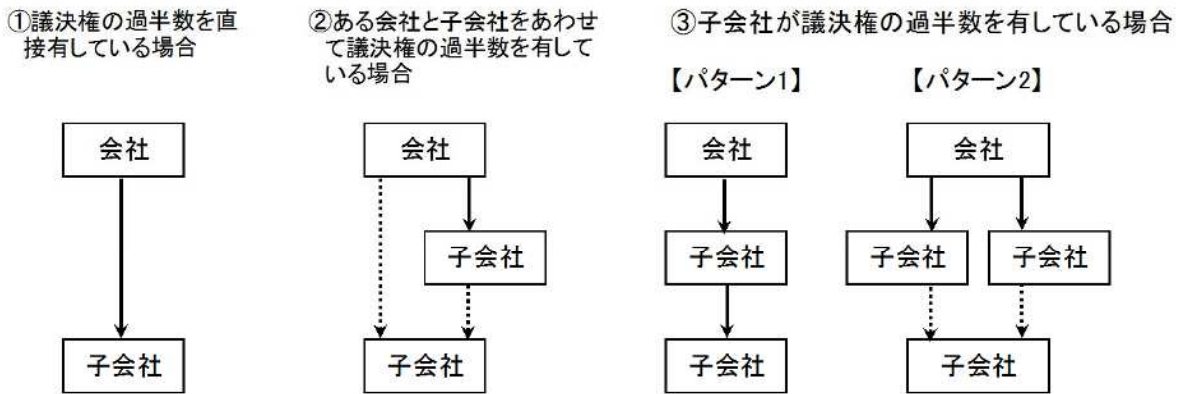 ①議決権の過半数を直
接有している場合
②ある会社と子会社をあわせ
て議決権の過半数を有して
いる場合
③子会社が議決権の過半数を有している場合
【パターン1】
【パターン2】
会社
会社
会社
会社
子会社
子会社
子会社
子会社
子会社
子会社
子会社
子会社